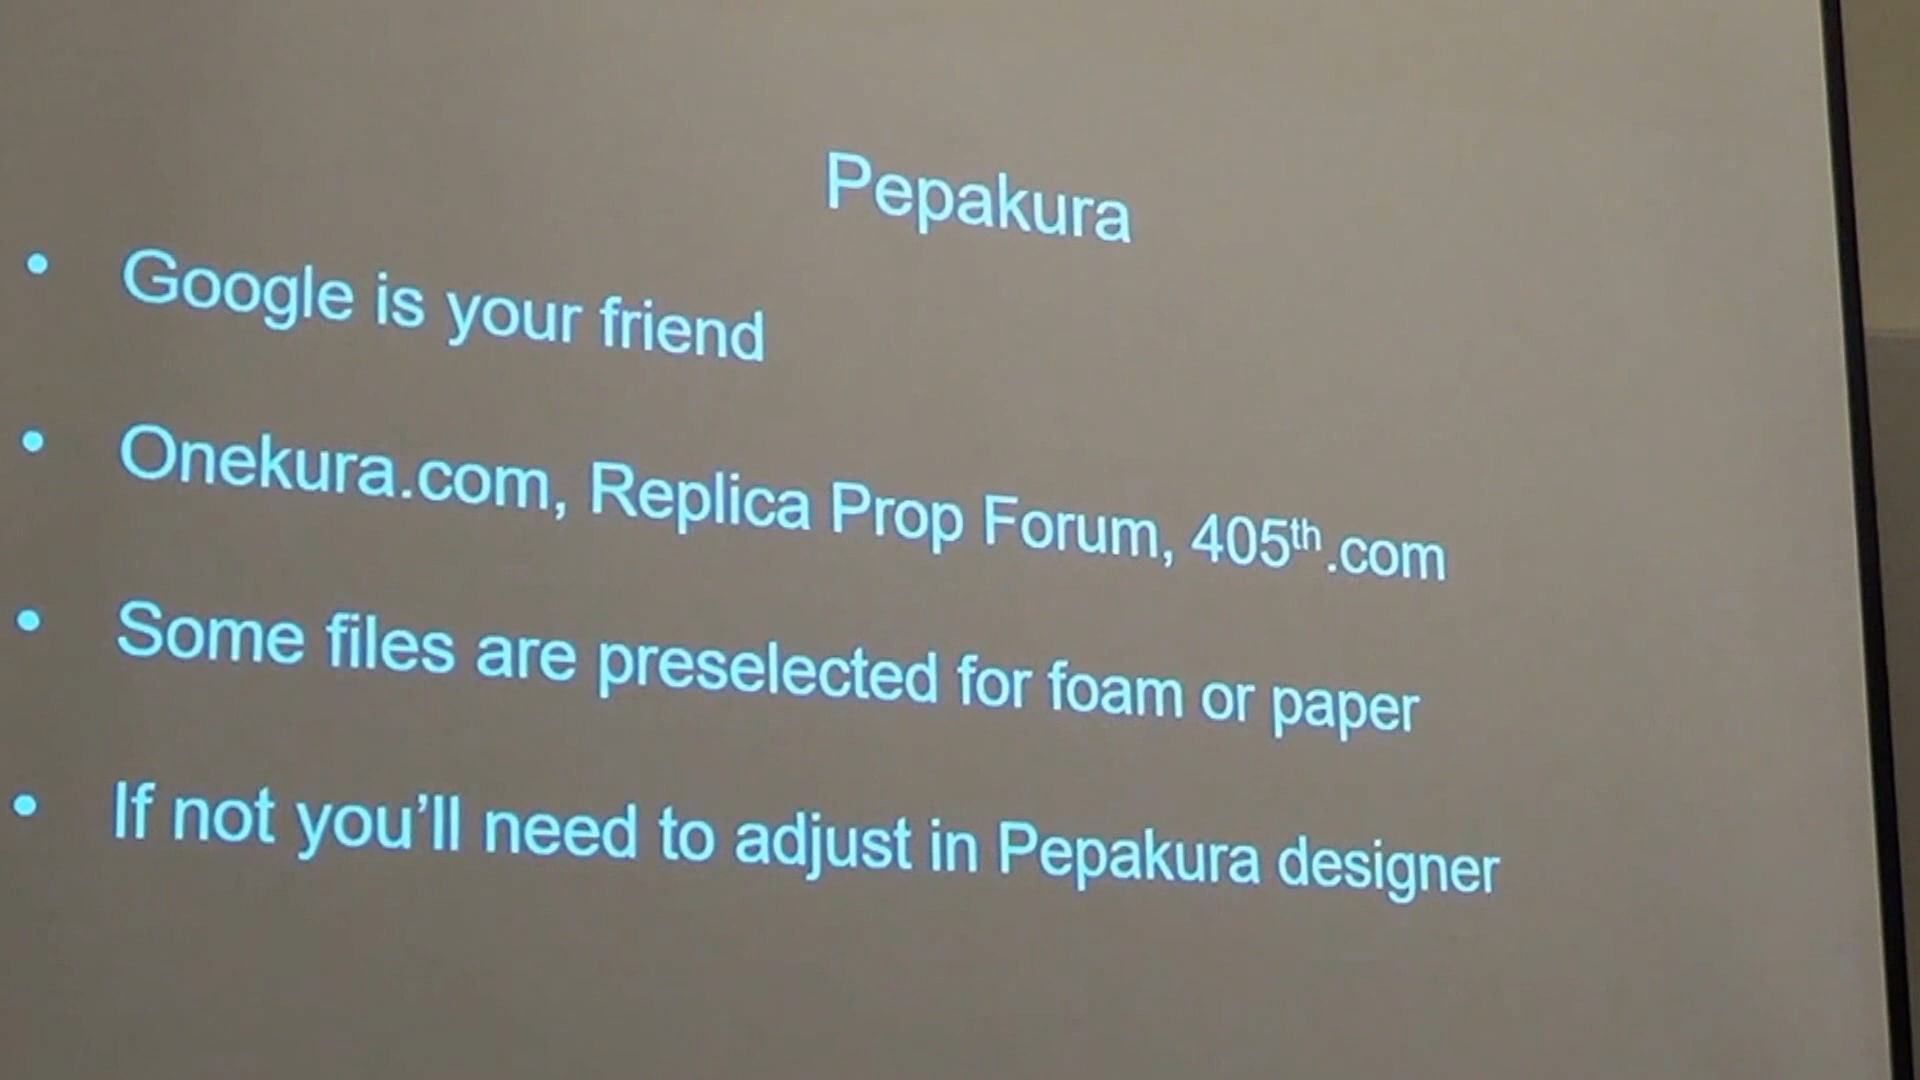 Pepakura
• Google is your friend
• Onekura.com, Replica Prop Forum, 405th.com
• Some files are preselected for foam or paper
• If not you’ll need to adjust in Pepakura designer